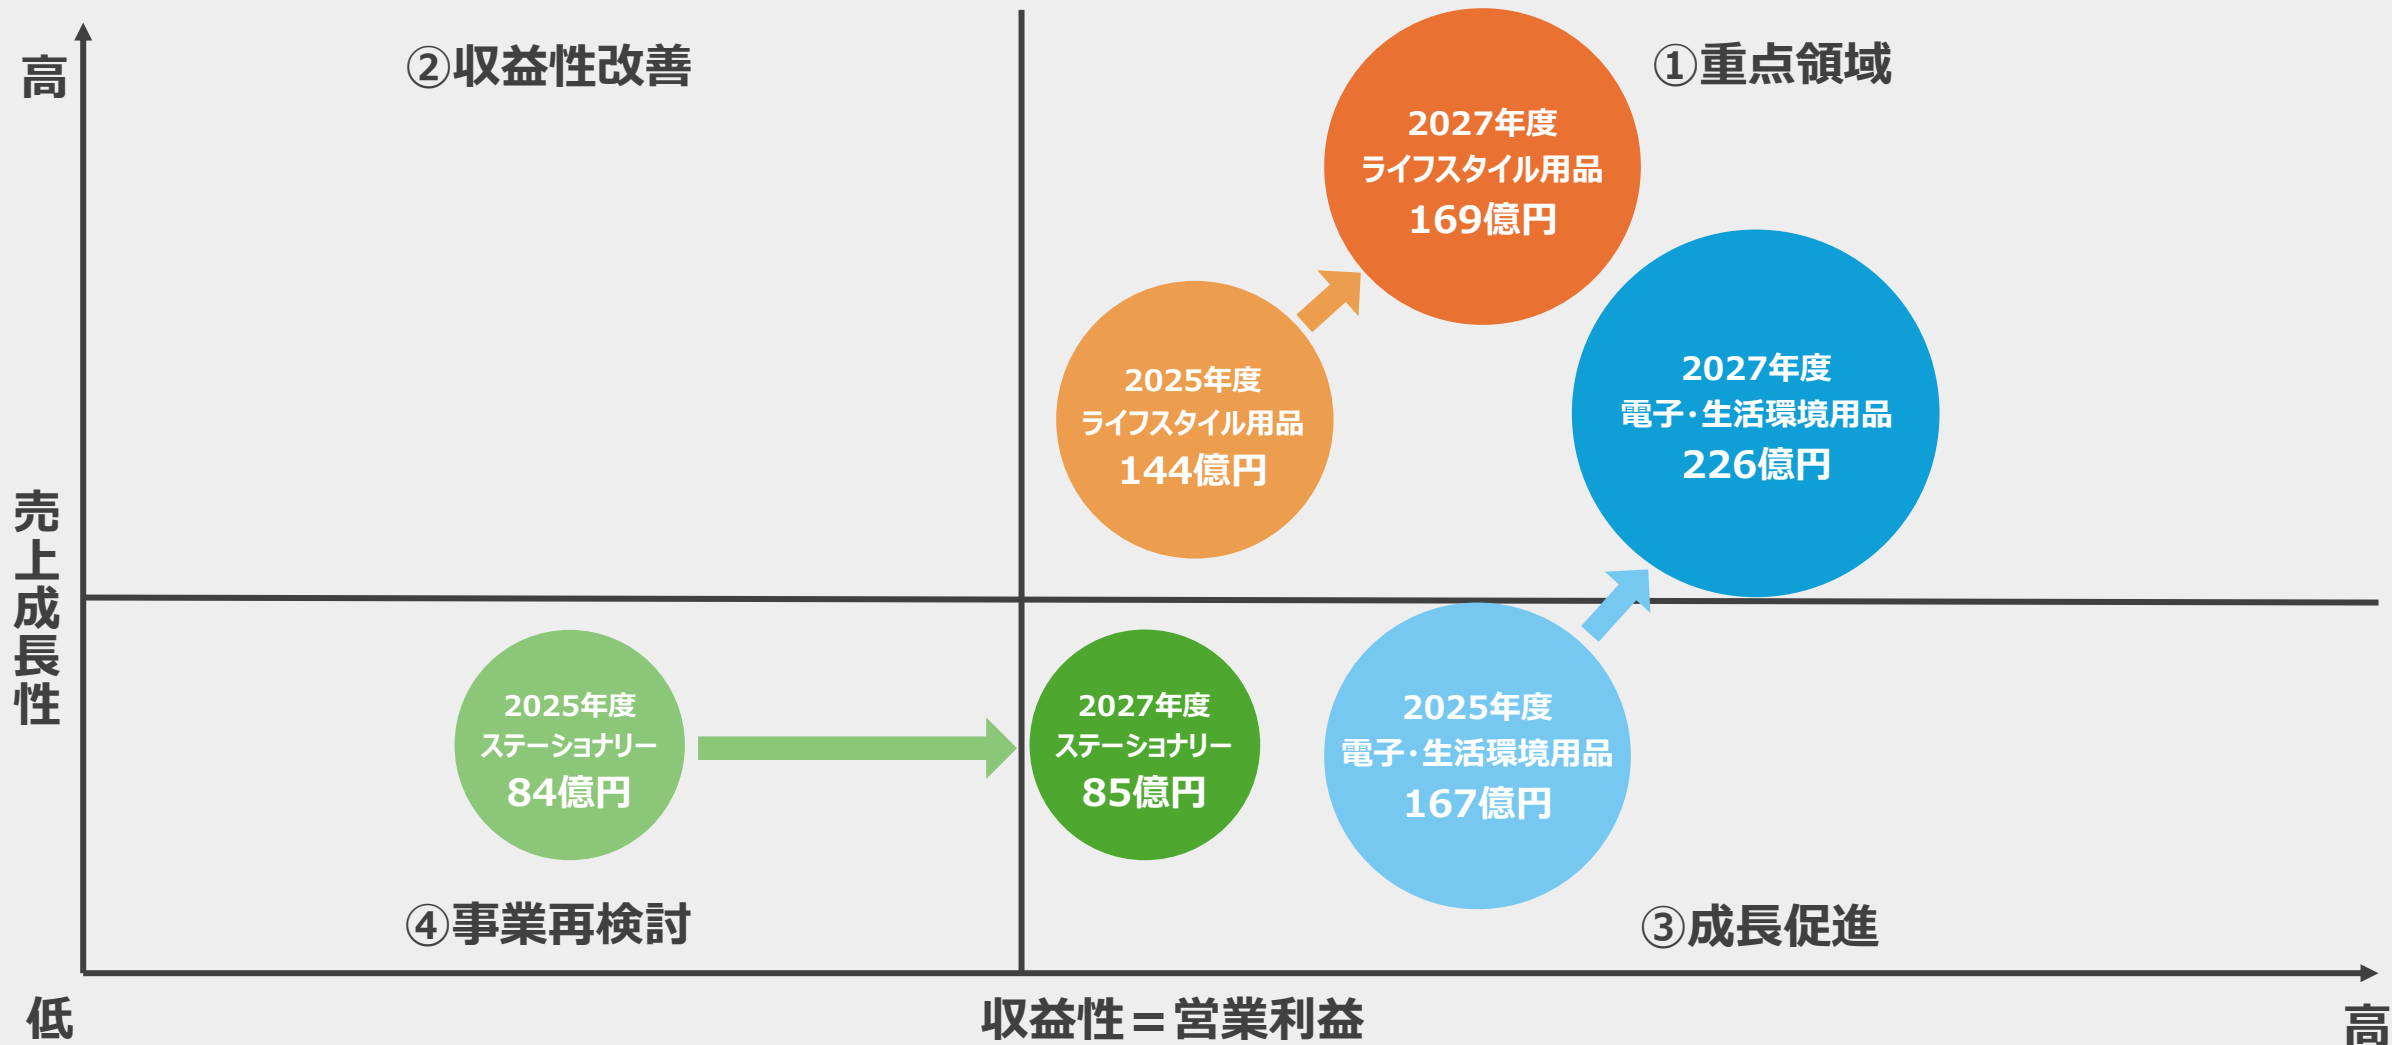 高
②収益性改善
①重点領域
2027年度
ライフスタイル用品
169億円
2025年度
ライフスタイル用品
144億円
2027年度
電子・生活環境用品
226億円
売上成長性
2025年度
ステーショナリー
84億円
2027年度
ステーショナリー
85億円
2025年度
電子・生活環境用品
167億円
④事業再検討
③成長促進
低
収益性＝営業利益
高